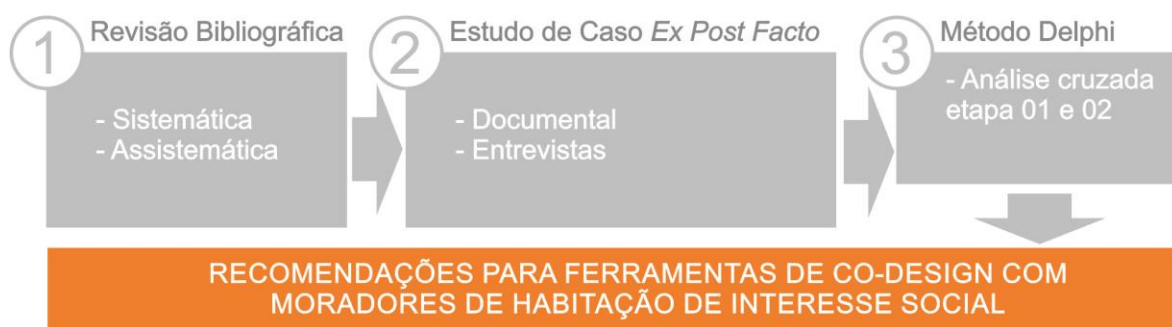 1
Revisão Bibliográfica
- Sistemática
- Assistemática
2
Estudo de Caso Ex Post Facto
- Documental
- Entrevistas
3
Método Delphi
- Análise cruzada
etapa 01 e 02
RECOMENDAÇÕES PARA FERRAMENTAS DE CO-DESIGN COM
MORADORES DE HABITAÇÃO DE INTERESSE SOCIAL